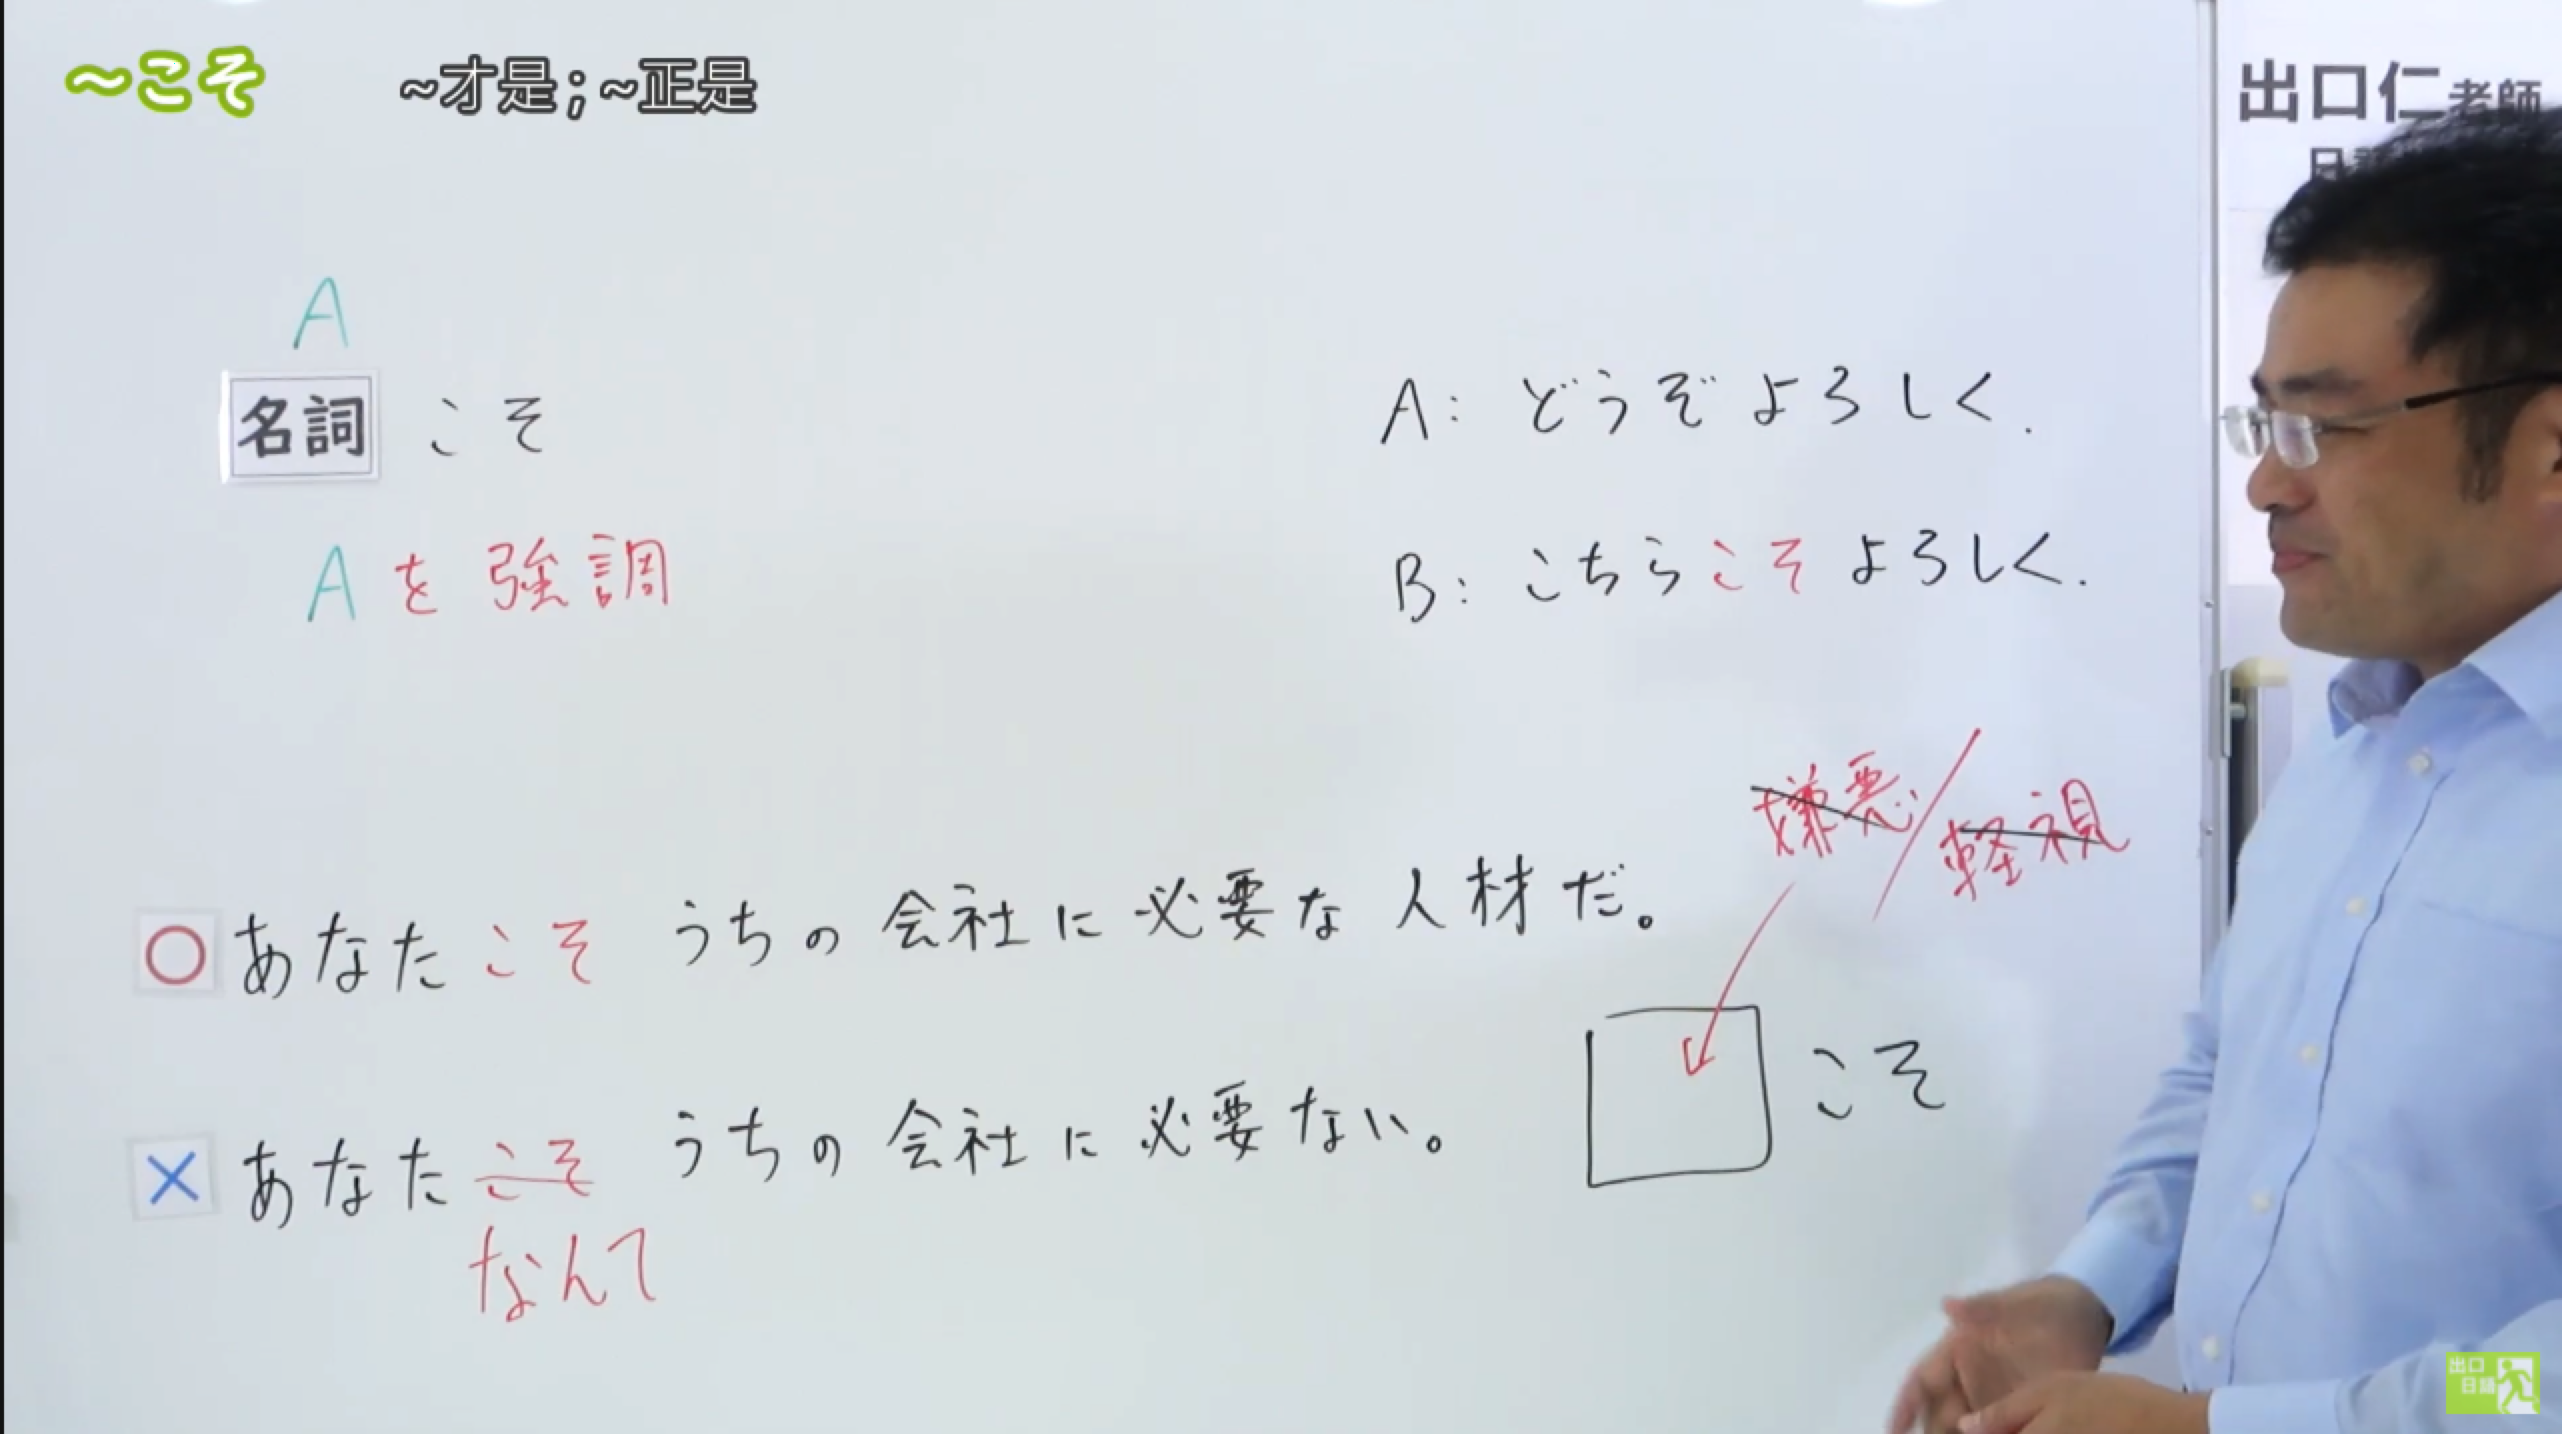 ～こそ ~才是;~正是
出口仁老師
A
名詞 こそ
Aを強調
A: どうぞよろしく.
B: こちらこそよろしく.
嫌悪/軽視
○ あなたこそ うちの会社に必要な人材だ。
こそ
× あなたこそ うちの会社に必要ない。
なんて
出口
日語